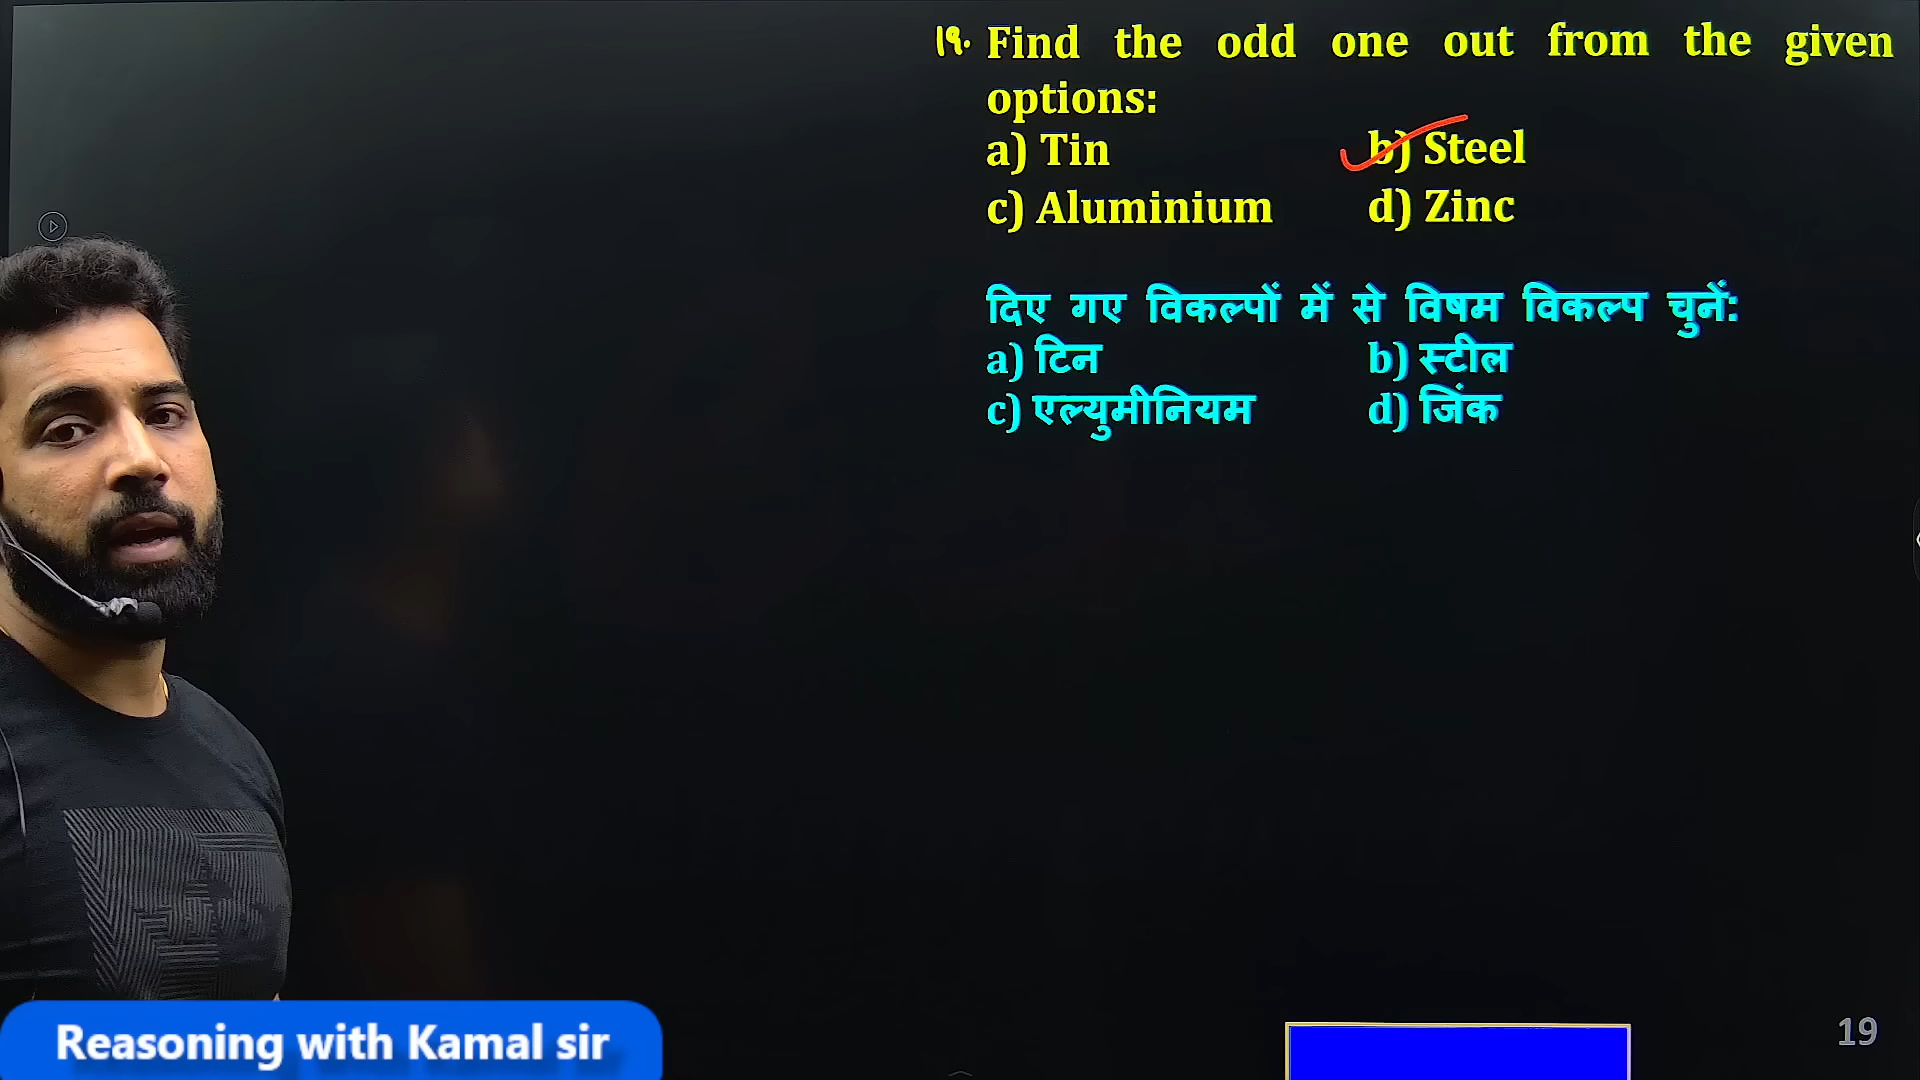 १९. Find the odd one out from the given
options:
a) Tin b) Steel
c) Aluminium d) Zinc
दिए गए विकल्पों में से विषम विकल्प चुनें:
a) टिन b) स्टील
c) एल्युमीनियम d) जिंक
Reasoning with Kamal sir
19